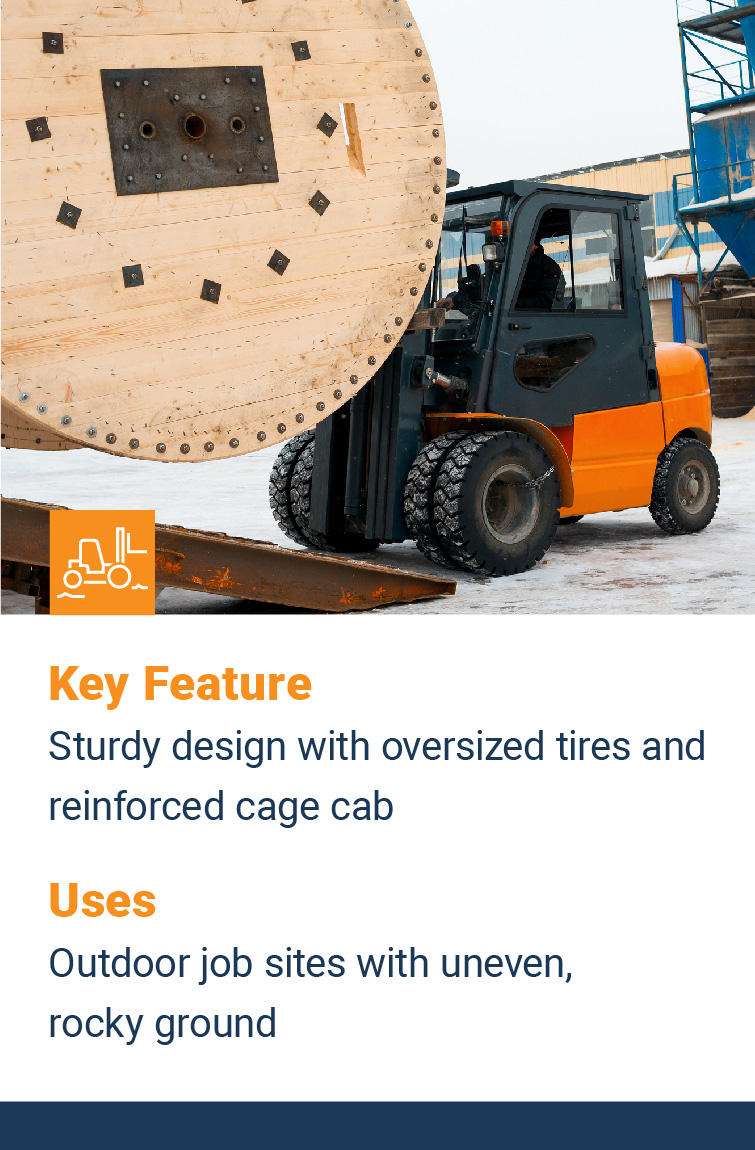 Key Feature
Sturdy design with oversized tires and
reinforced cage cab
Uses
Outdoor job sites with uneven,
rocky ground